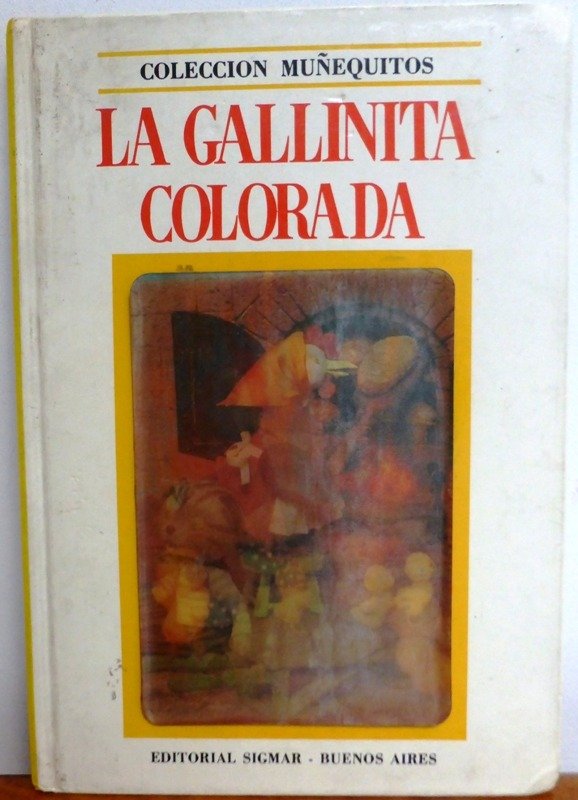 COLECCION MUÑEQUITOS
LA GALLINITA
COLORADA
EDITORIAL SIGMAR - BUENOS AIRES